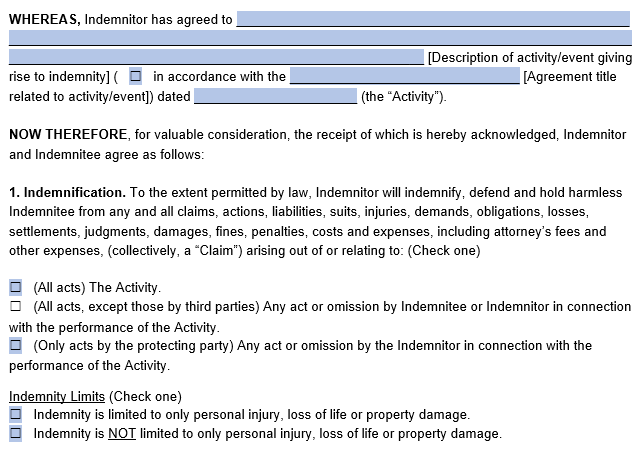 WHEREAS, Indemnitor has agreed to
[Description of activity/event giving
rise to indemnity] ( ☐ in accordance with the [Agreement title
related to activity/event]) dated (the “Activity”).
NOW THEREFORE, for valuable consideration, the receipt of which is hereby acknowledged, Indemnitor
and Indemnitee agree as follows:
1. Indemnification. To the extent permitted by law, Indemnitor will indemnify, defend and hold harmless
Indemnitee from any and all claims, actions, liabilities, suits, injuries, demands, obligations, losses,
settlements, judgments, damages, fines, penalties, costs and expenses, including attorney’s fees and
other expenses, (collectively, a “Claim”) arising out of or relating to: (Check one)
☐ (All acts) The Activity.
☐ (All acts, except those by third parties) Any act or omission by Indemnitee or Indemnitor in connection
with the performance of the Activity.
☐ (Only acts by the protecting party) Any act or omission by the Indemnitor in connection with the
performance of the Activity.
Indemnity Limits (Check one)
☐ Indemnity is limited to only personal injury, loss of life or property damage.
☐ Indemnity is NOT limited to only personal injury, loss of life or property damage.